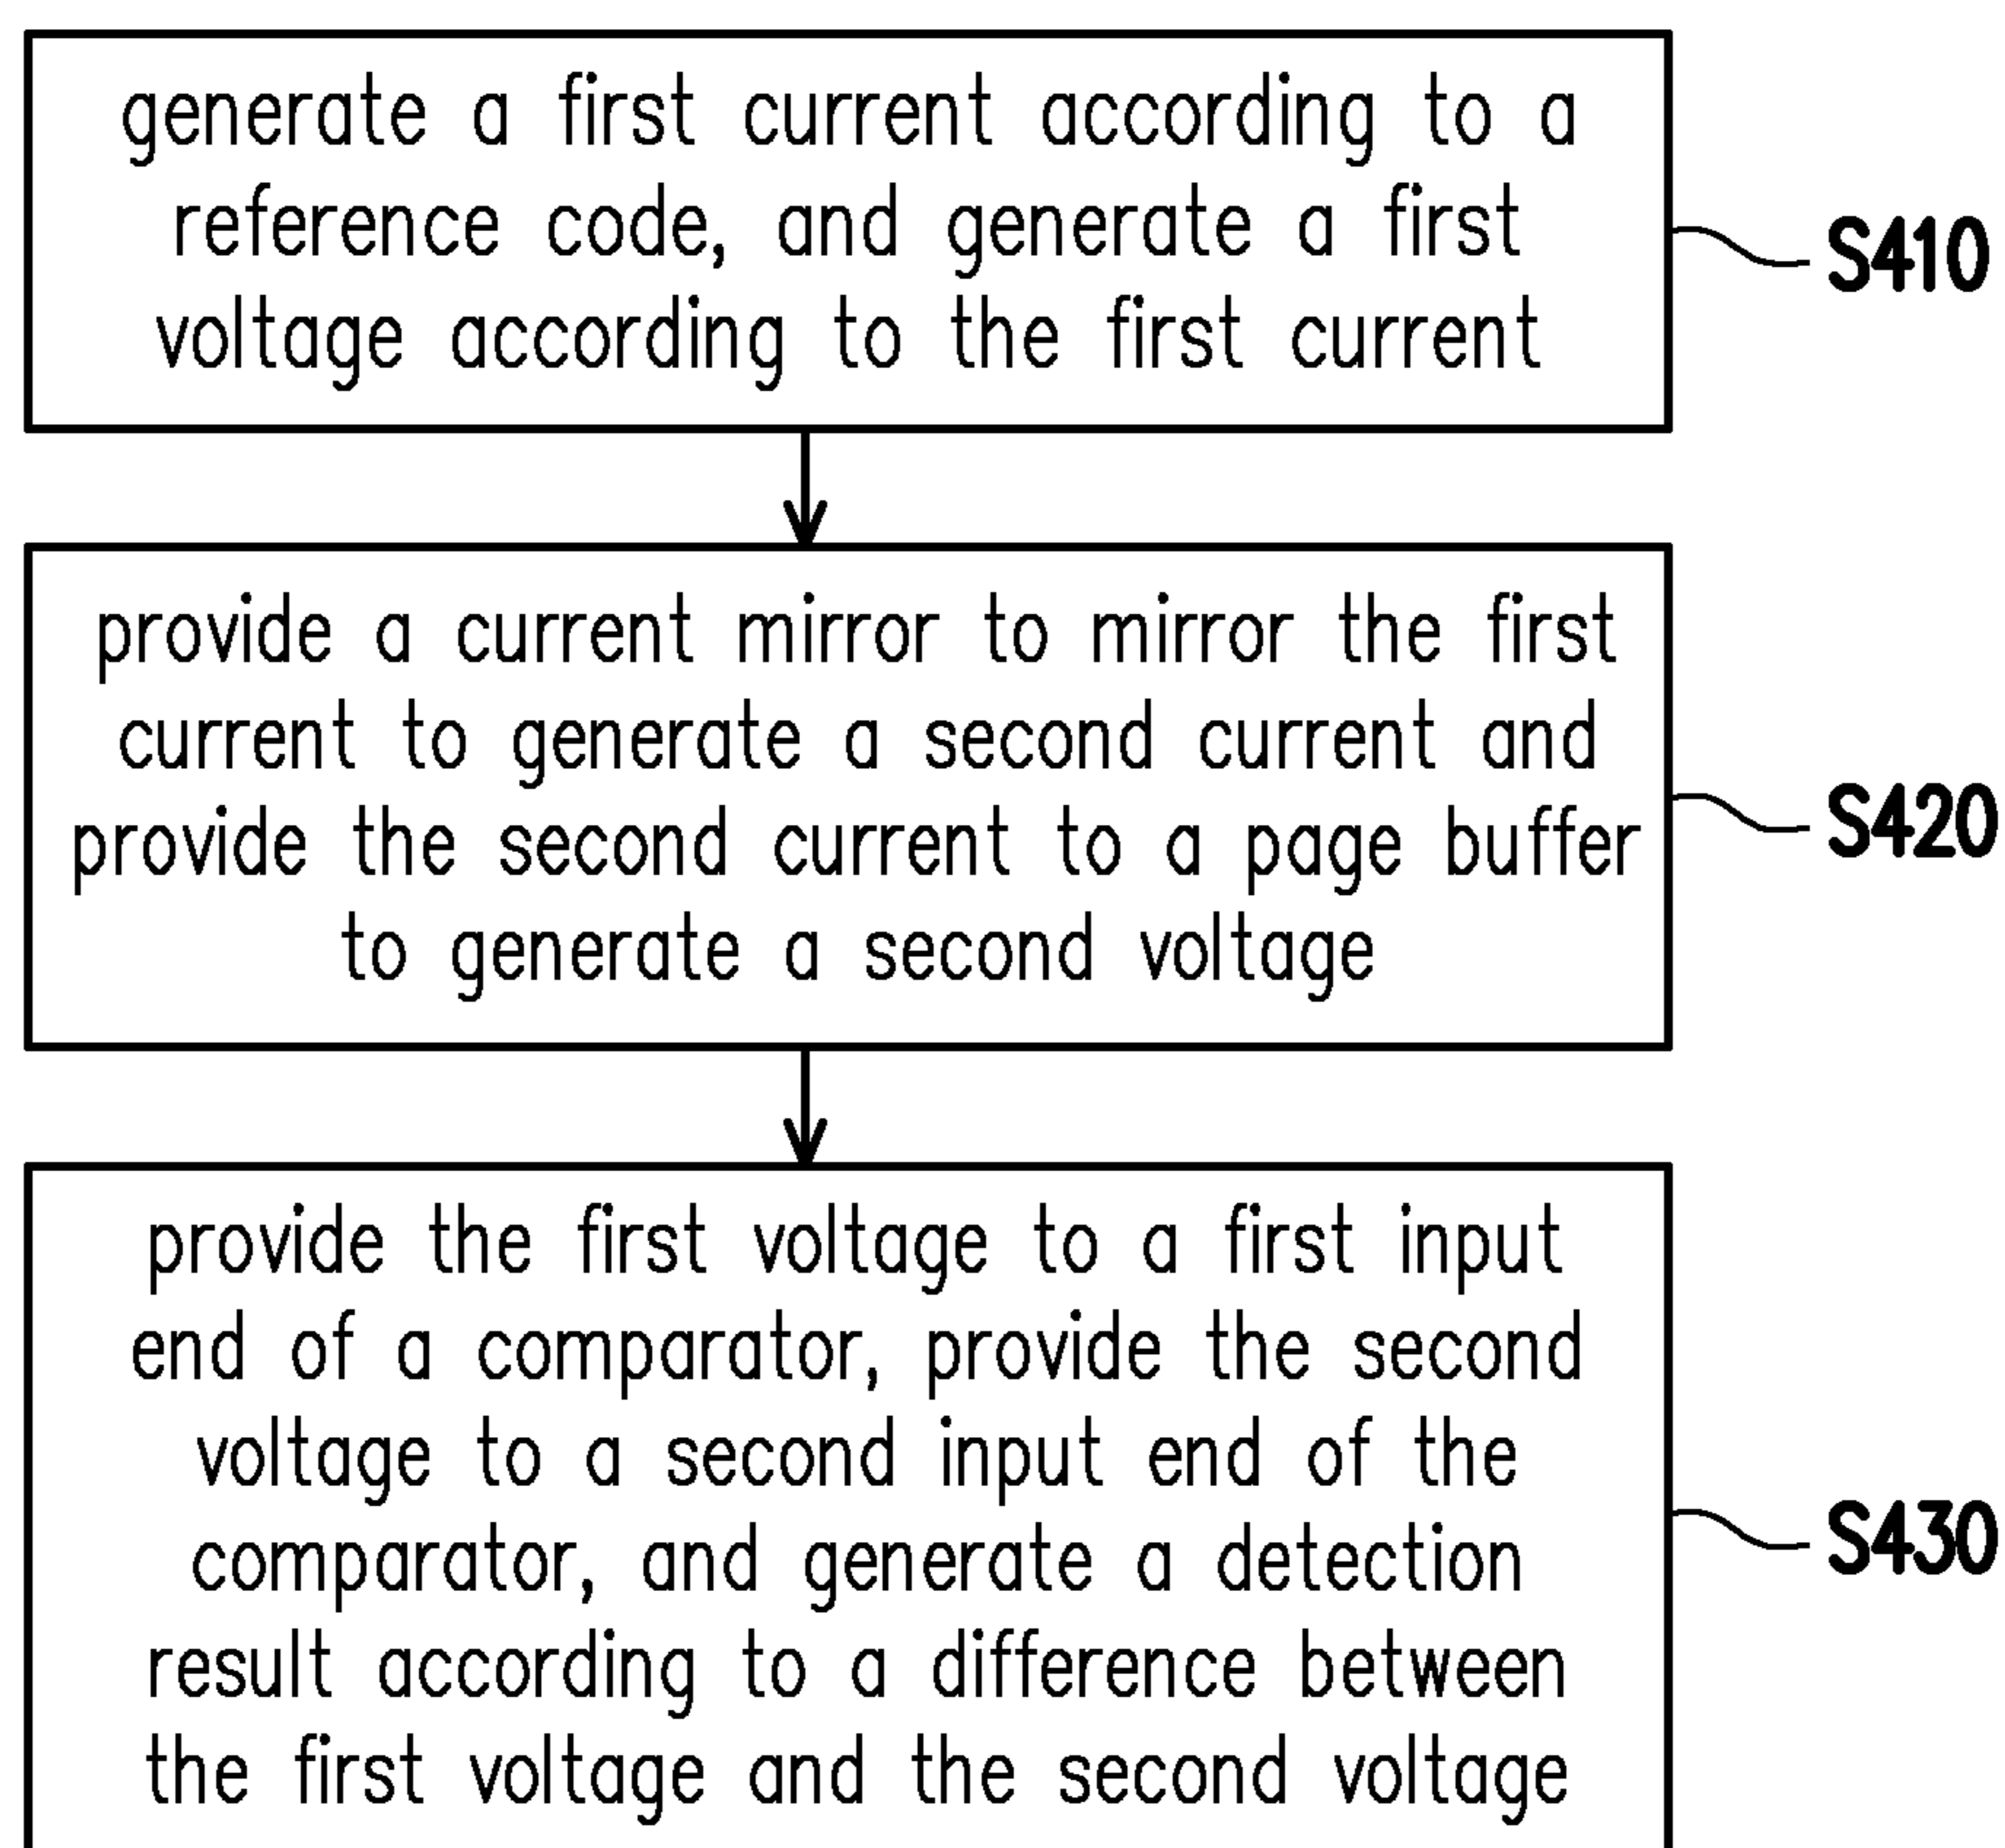 generate a first current according to a
reference code, and generate a first
voltage according to the first current
S410
provide a current mirror to mirror the first
current to generate a second current and
provide the second current to a page buffer
to generate a second voltage
S420
provide the first voltage to a first input
end of a comparator, provide the second
voltage to a second input end of the
comparator, and generate a detection
result according to a difference between
the first voltage and the second voltage
S430